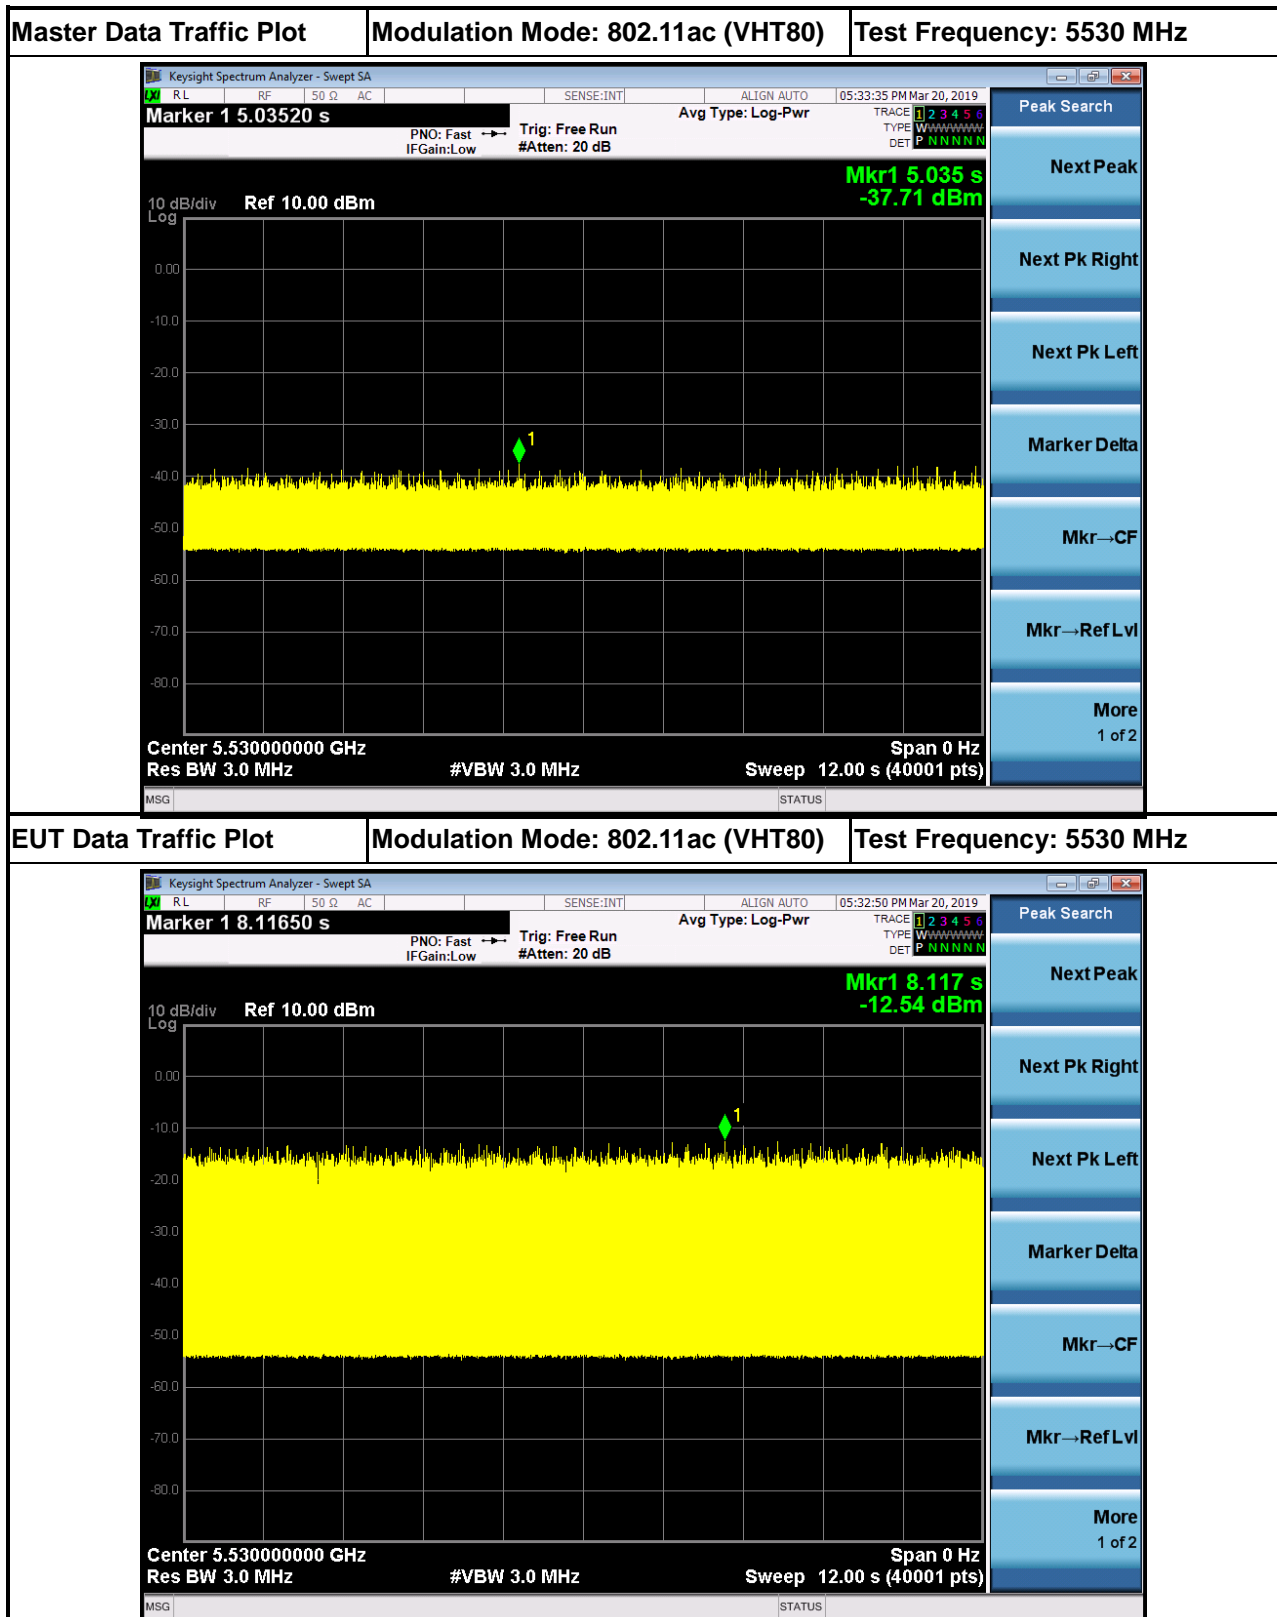 Master Data Traffic Plot Modulation Mode: 802.11ac (VHT80) Test Frequency: 5530 MHz
Keysight Spectrum Analyzer - Swept SA
LXI RL RF 50 Ω AC SENSE:INT ALIGN AUTO 05:33:35 PM Mar 20, 2019
Marker 1 5.03520 s Avg Type: Log-Pwr TRACE 1 2 3 4 5 6
PNO: Fast Trig: Free Run TYPE WWWWWW
IFGain:Low #Atten: 20 dB DET P N N N N N
Peak Search
Mkr1 5.035 s
-37.71 dBm
10 dB/div Ref 10.00 dBm
Log
0.00
-10.0
-20.0
-30.0
-40.0
-50.0
-60.0
-70.0
-80.0
1
Next Peak
Next Pk Right
Next Pk Left
Marker Delta
Mkr→CF
Mkr→Ref Lvl
More
1 of 2
Center 5.530000000 GHz Span 0 Hz
Res BW 3.0 MHz #VBW 3.0 MHz Sweep 12.00 s (40001 pts)
MSG STATUS
EUT Data Traffic Plot Modulation Mode: 802.11ac (VHT80) Test Frequency: 5530 MHz
Keysight Spectrum Analyzer - Swept SA
LXI RL RF 50 Ω AC SENSE:INT ALIGN AUTO 05:32:50 PM Mar 20, 2019
Marker 1 8.11650 s Avg Type: Log-Pwr TRACE 1 2 3 4 5 6
PNO: Fast Trig: Free Run TYPE WWWWWW
IFGain:Low #Atten: 20 dB DET P N N N N N
Peak Search
Mkr1 8.117 s
-12.54 dBm
10 dB/div Ref 10.00 dBm
Log
0.00
-10.0
-20.0
-30.0
-40.0
-50.0
-60.0
-70.0
-80.0
1
Next Peak
Next Pk Right
Next Pk Left
Marker Delta
Mkr→CF
Mkr→Ref Lvl
More
1 of 2
Center 5.530000000 GHz Span 0 Hz
Res BW 3.0 MHz #VBW 3.0 MHz Sweep 12.00 s (40001 pts)
MSG STATUS